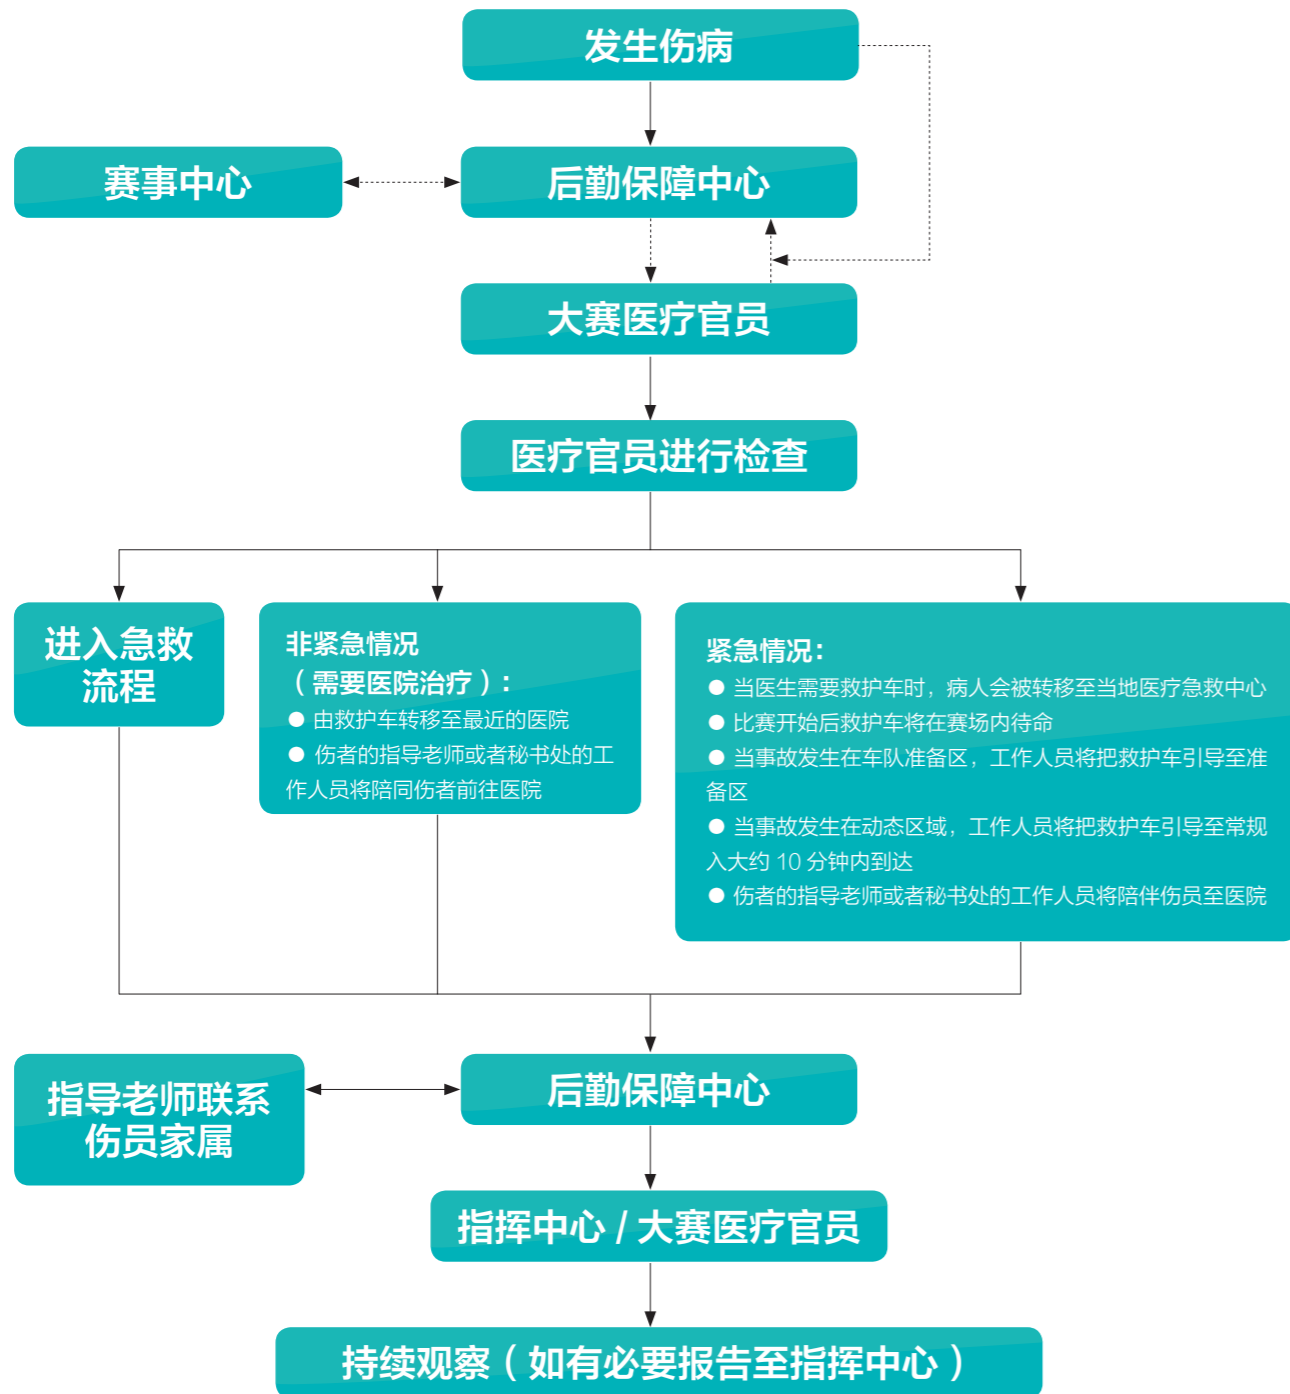 发生伤病
赛事中心
后勤保障中心
大赛医疗官员
医疗官员进行检查
进入急救
流程
非紧急情况
（需要医院治疗）：
● 由救护车转移至最近的医院
● 伤者的指导老师或者秘书处的工
作人员将陪同伤者前往医院
紧急情况：
● 当医生需要救护车时，病人会被转移至当地医疗急救中心
● 比赛开始后救护车将在赛场内待命
● 当事故发生在车队准备区，工作人员将把救护车引导至准
备区
● 当事故发生在动态区域，工作人员将把救护车引导至常规
入大约 10 分钟内到达
● 伤者的指导老师或者秘书处的工作人员将陪伴伤员至医院
指导老师联系
伤员家属
后勤保障中心
指挥中心 / 大赛医疗官员
持续观察（如有必要报告至指挥中心）